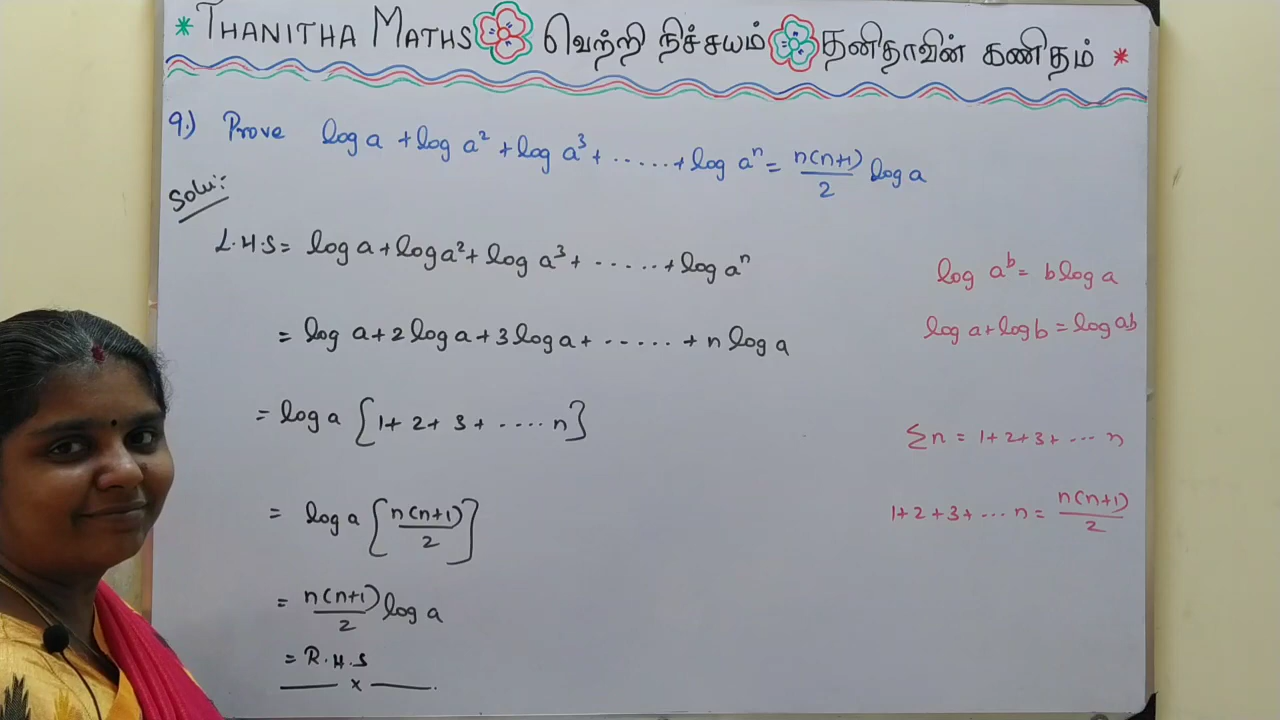 * THANITHA MATHS வெற்றி நிச்சயம் தனிதாவின் கணிதம் *
9.) Prove log a + log a² + log a³ + ...... + log aⁿ = n(n+1)/2 log a
Solu:-
L.H.S = log a + log a² + log a³ + ...... + log aⁿ
= log a + 2 log a + 3 log a + ...... + n log a
= log a [1 + 2 + 3 + .... n]
= log a [n(n+1)/2]
= n(n+1)/2 log a
= R.H.S
—— x ——.
log aᵇ = b log a
log a + log b = log ab
Σn = 1+2+3+ ... n
1+2+3+ ... n = n(n+1)/2